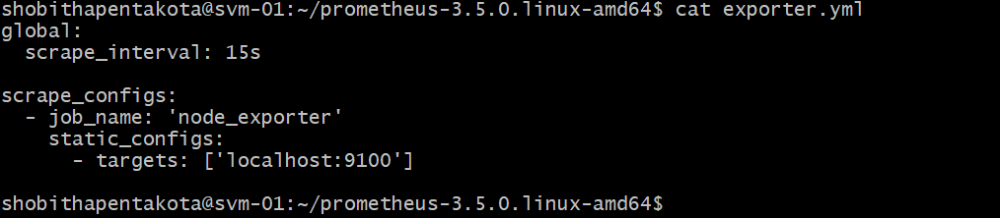 shobithapentakota@svm-01:~/prometheus-3.5.0.linux-amd64$ cat exporter.yml
global:
  scrape_interval: 15s

scrape_configs:
  - job_name: 'node_exporter'
    static_configs:
      - targets: ['localhost:9100']

shobithapentakota@svm-01:~/prometheus-3.5.0.linux-amd64$